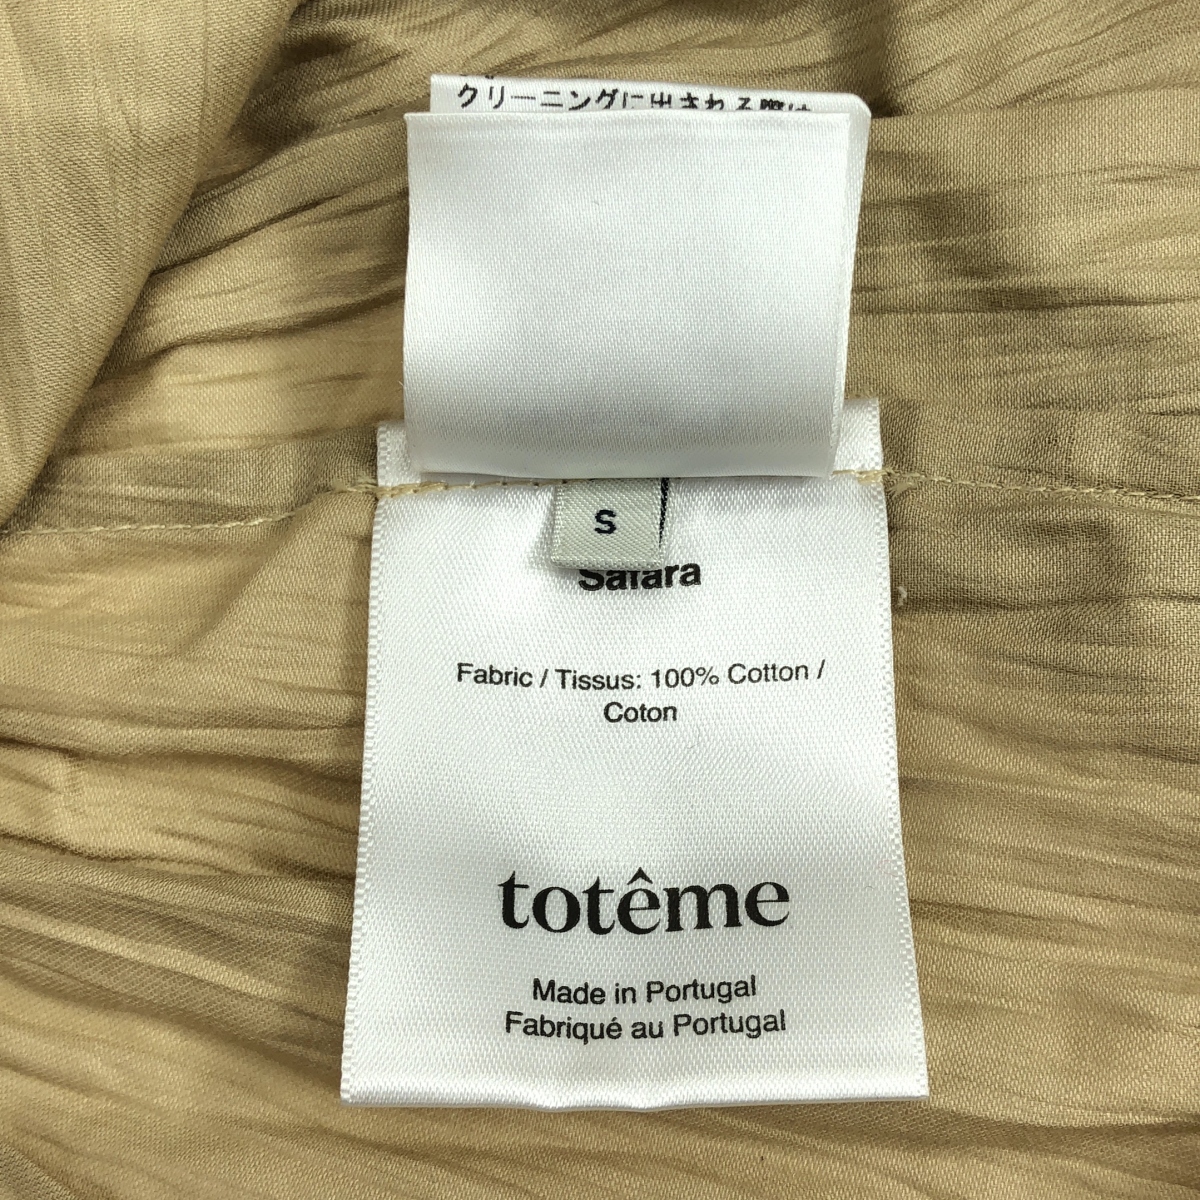 クリーニングに出される際は
S
Safara
Fabric / Tissus: 100% Cotton /
Coton
totême
Made in Portugal
Fabriqué au Portugal